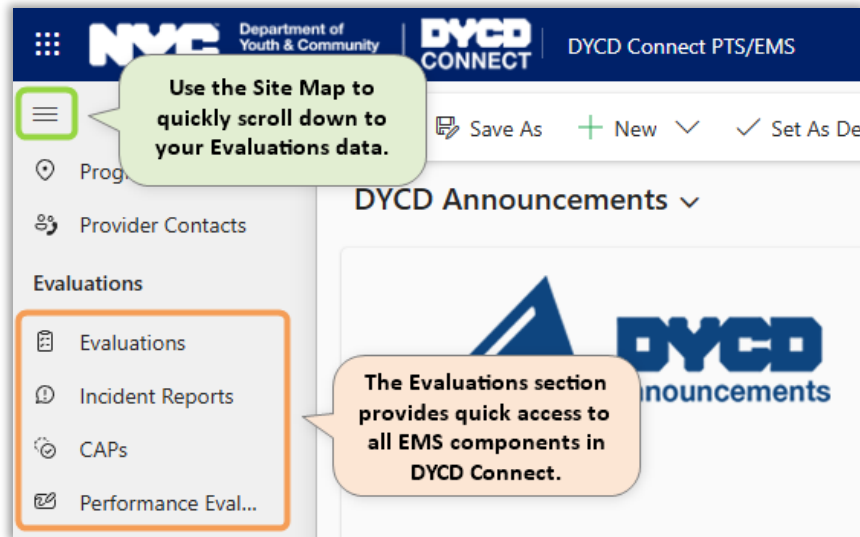 NYC
Department of
Youth & Community
DYCD
CONNECT
DYCD Connect PTS/EMS
Use the Site Map to
quickly scroll down to
your Evaluations data.
Save As
New
Set As De
Prog
Provider Contacts
DYCD Announcements
Evaluations
Evaluations
Incident Reports
CAPs
Performance Eval...
DYCD
nouncements
The Evaluations section
provides quick access to
all EMS components in
DYCD Connect.